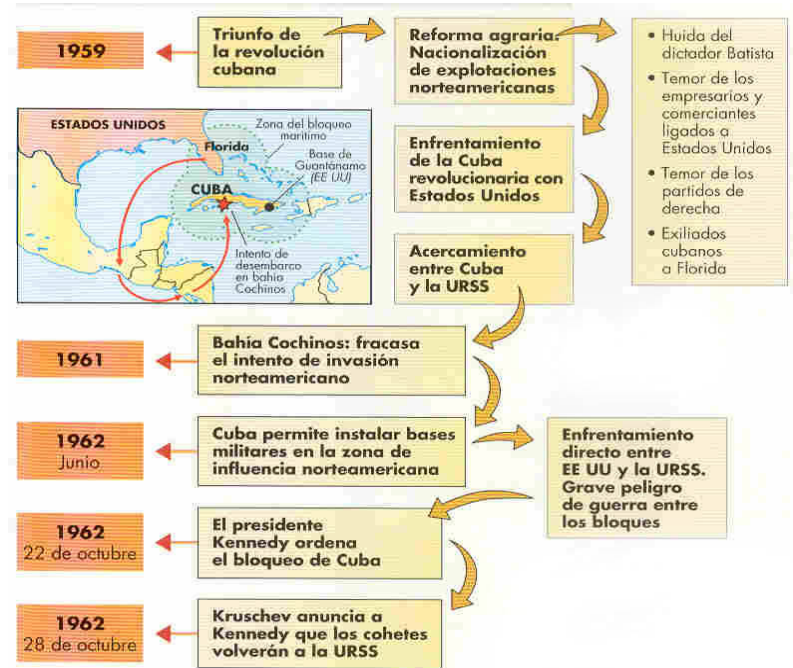 1959
Triunfo de
la revolución
cubana
Reforma agraria.
Nacionalización
de explotaciones
norteamericanas
• Huida del
dictador Batista
• Temor de los
empresarios y
comerciantes
ligados a
Estados Unidos
• Temor de los
partidos de
derecha
• Exiliados
cubanos
a Florida
ESTADOS UNIDOS
Zona del bloqueo
marítimo
Florida
Base de
Guantánamo
(EE UU)
CUBA
Intento de
desembarco
en bahía
Cochinos
Enfrentamiento
de la Cuba
revolucionaria con
Estados Unidos
Acercamiento
entre Cuba
y la URSS
1961
Bahía Cochinos: fracasa
el intento de invasión
norteamericano
1962
Junio
Cuba permite instalar bases
militares en la zona de
influencia norteamericana
Enfrentamiento
directo entre
EE UU y la URSS.
Grave peligro
de guerra entre
los bloques
1962
22 de octubre
El presidente
Kennedy ordena
el bloqueo de Cuba
1962
28 de octubre
Kruschev anuncia a
Kennedy que los cohetes
volverán a la URSS